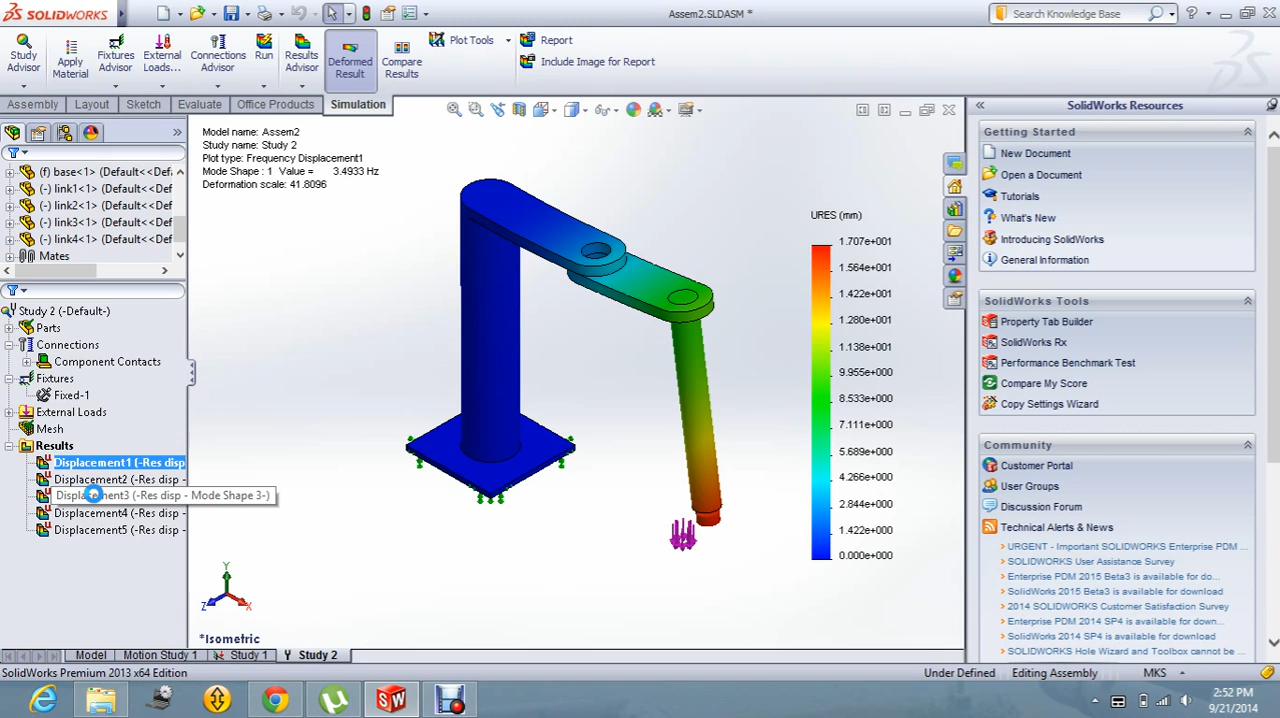 SOLIDWORKS
Assem2.SLDASM *
Search Knowledge Base
Study Advisor
Apply Material
Fixtures Advisor
External Loads...
Connections Advisor
Run
Results Advisor
Deformed Result
Compare Results
Plot Tools
Report
Include Image for Report
Assembly
Layout
Sketch
Evaluate
Office Products
Simulation
(f) base<1> (Default<<Def
(-) link1<1> (Default<<Def
(-) link2<1> (Default<<Def
(-) link3<1> (Default<<Def
(-) link4<1> (Default<<Def
Mates
Study 2 (-Default-)
Parts
Connections
Component Contacts
Fixtures
Fixed-1
External Loads
Mesh
Results
Displacement1 (-Res disp
Displacement2 (-Res disp -
Displacement3 (-Res disp - Mode Shape 3-)
Displacement4 (-Res disp -
Displacement5 (-Res disp -
Model name: Assem2
Study name: Study 2
Plot type: Frequency Displacement1
Mode Shape : 1 Value = 3.4933 Hz
Deformation scale: 41.8096
URES (mm)
1.707e+001
1.564e+001
1.422e+001
1.280e+001
1.138e+001
9.955e+000
8.533e+000
7.111e+000
5.689e+000
4.266e+000
2.844e+000
1.422e+000
0.000e+000
Y
Z
X
*Isometric
SolidWorks Resources
Getting Started
New Document
Open a Document
Tutorials
What's New
Introducing SolidWorks
General Information
SolidWorks Tools
Property Tab Builder
SolidWorks Rx
Performance Benchmark Test
Compare My Score
Copy Settings Wizard
Community
Customer Portal
User Groups
Discussion Forum
Technical Alerts & News
URGENT - Important SOLIDWORKS Enterprise PDM ...
SOLIDWORKS User Assistance Survey
Enterprise PDM 2015 Beta3 is available for do...
SolidWorks 2015 Beta3 is available for download
2014 SOLIDWORKS Customer Satisfaction Survey
Enterprise PDM 2014 SP4 is available for down...
SolidWorks 2014 SP4 is available for download
SOLIDWORKS Hole Wizard and Toolbox cannot be ...
Model
Motion Study 1
Study 1
Study 2
SolidWorks Premium 2013 x64 Edition
Under Defined
Editing Assembly
MKS
2:52 PM
9/21/2014